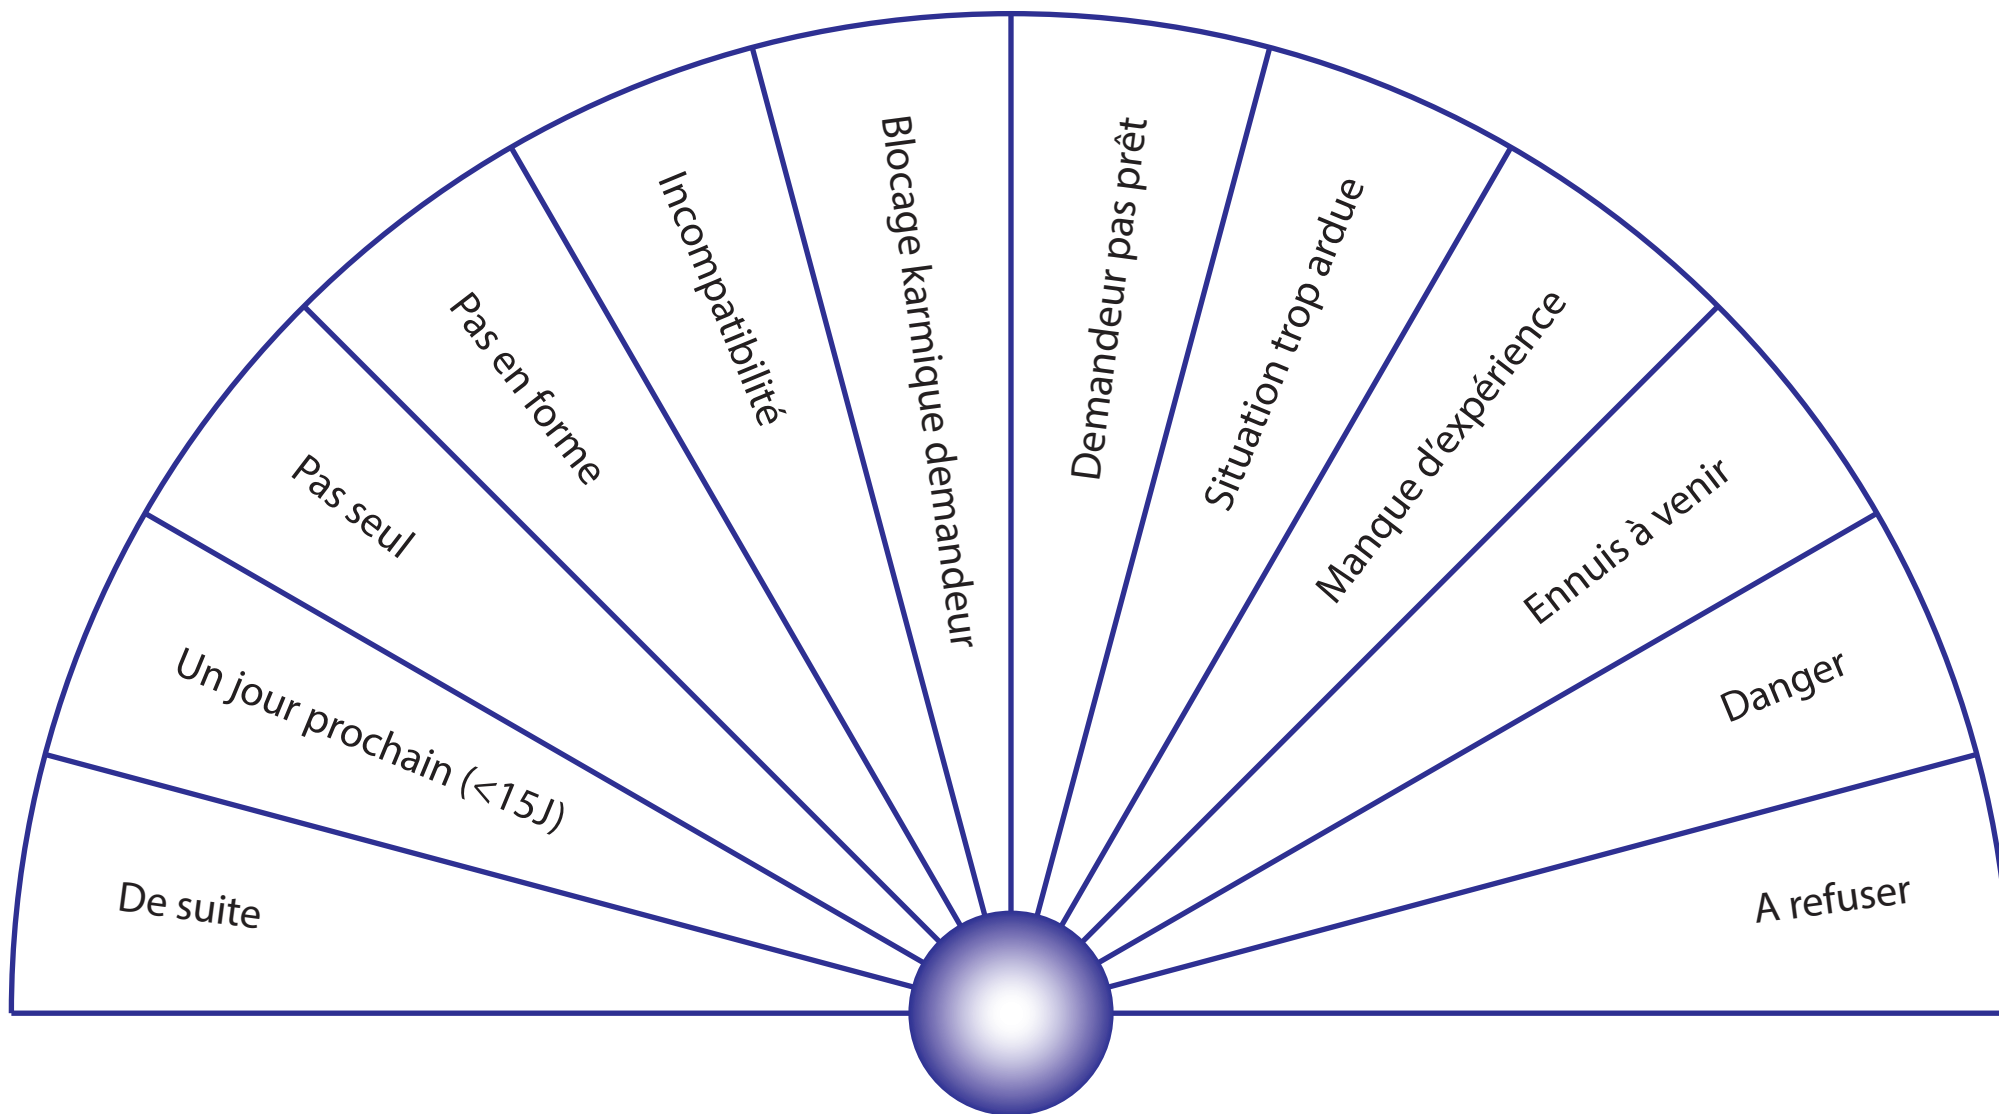 De suite
Un jour prochain (<15J)
Pas seul
Pas en forme
Incompatibilité
Blocage karmique demandeur
Demandeur pas prêt
Situation trop ardue
Manque d'expérience
Ennuis à venir
Danger
A refuser